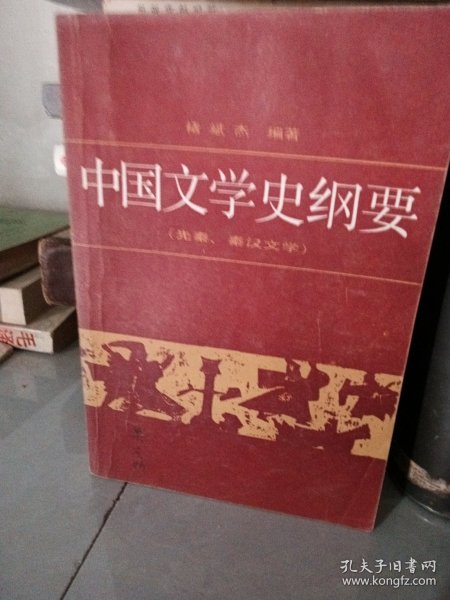 褚斌杰 编著
中国文学史纲要
（先秦、秦汉文学）
孔夫子旧书网
www.kongfz.com